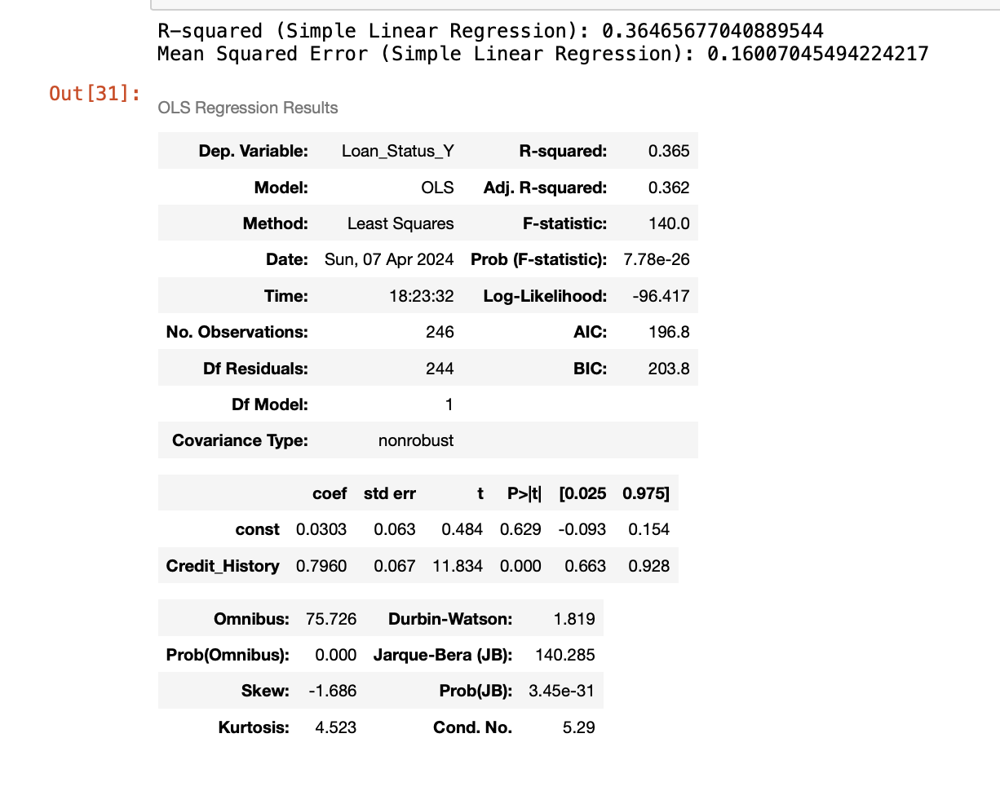 R-squared (Simple Linear Regression): 0.36465677040889544
Mean Squared Error (Simple Linear Regression): 0.16007045494224217
Out[31]:
OLS Regression Results
Dep. Variable: Loan_Status_Y R-squared: 0.365
Model: OLS Adj. R-squared: 0.362
Method: Least Squares F-statistic: 140.0
Date: Sun, 07 Apr 2024 Prob (F-statistic): 7.78e-26
Time: 18:23:32 Log-Likelihood: -96.417
No. Observations: 246 AIC: 196.8
Df Residuals: 244 BIC: 203.8
Df Model: 1
Covariance Type: nonrobust
coef std err t P>|t| [0.025 0.975]
const 0.0303 0.063 0.484 0.629 -0.093 0.154
Credit_History 0.7960 0.067 11.834 0.000 0.663 0.928
Omnibus: 75.726 Durbin-Watson: 1.819
Prob(Omnibus): 0.000 Jarque-Bera (JB): 140.285
Skew: -1.686 Prob(JB): 3.45e-31
Kurtosis: 4.523 Cond. No. 5.29